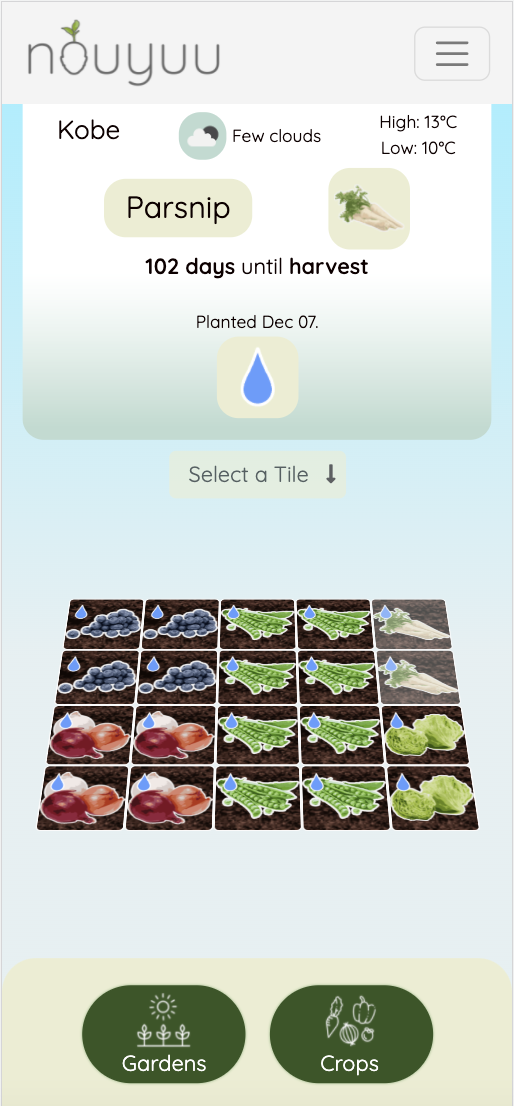 nouyuu
Kobe
Few clouds
High: 13°C
Low: 10°C
Parsnip
102 days until harvest
Planted Dec 07.
Select a Tile
Gardens
Crops